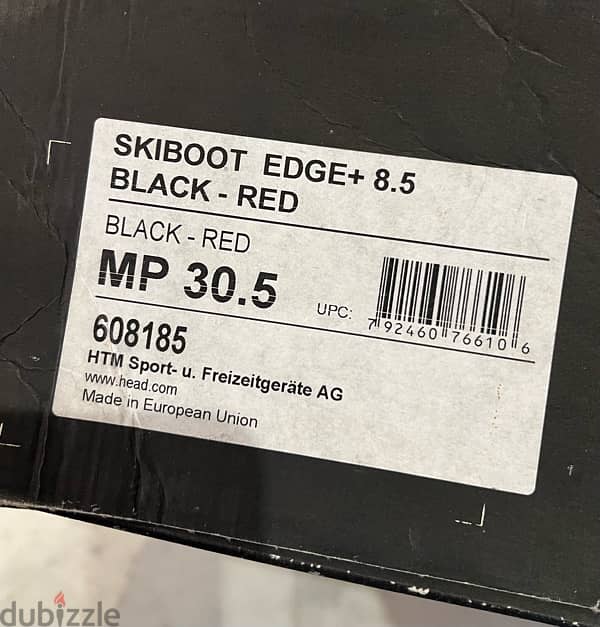 SKIBOOT EDGE+ 8.5
BLACK - RED
BLACK - RED
MP 30.5
UPC: 7 92460 76610 6
608185
HTM Sport- u. Freizeitgeräte AG
www.head.com
Made in European Union
dubizzle